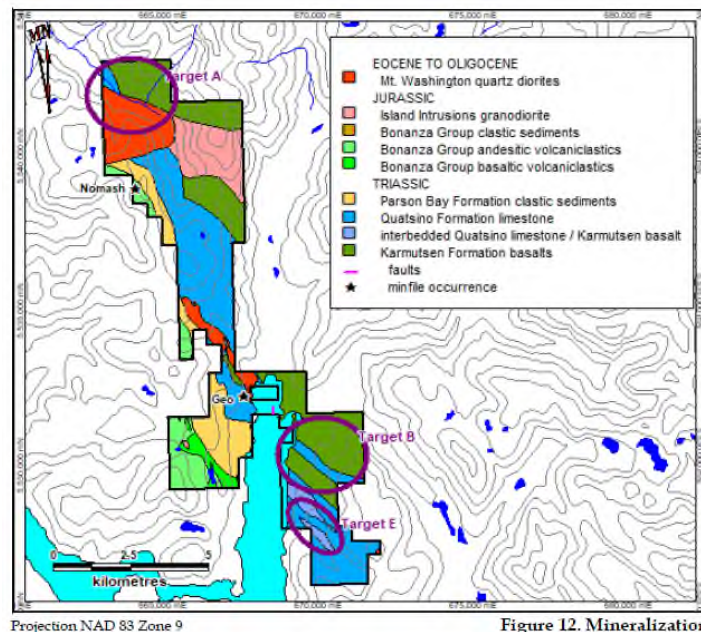 665,000 mE
670,000 mE
675,000 mE
680,000 mE
MN
Target A
EOCENE TO OLIGOCENE
Mt. Washington quartz diorites
JURASSIC
Island Intrusions granodiorite
Bonanza Group clastic sediments
Bonanza Group andesitic volcaniclastics
Bonanza Group basaltic volcaniclastics
TRIASSIC
Parson Bay Formation clastic sediments
Quatsino Formation limestone
interbedded Quatsino limestone / Karmutsen basalt
Karmutsen Formation basalts
faults
minfile occurrence
5,540,000 mN
Nomash
5,535,000 mN
Geo
Target B
5,530,000 mN
Target E
0 2.5 5
kilometres
665,000 mE
670,000 mE
675,000 mE
680,000 mE
Projection NAD 83 Zone 9
Figure 12. Mineralization